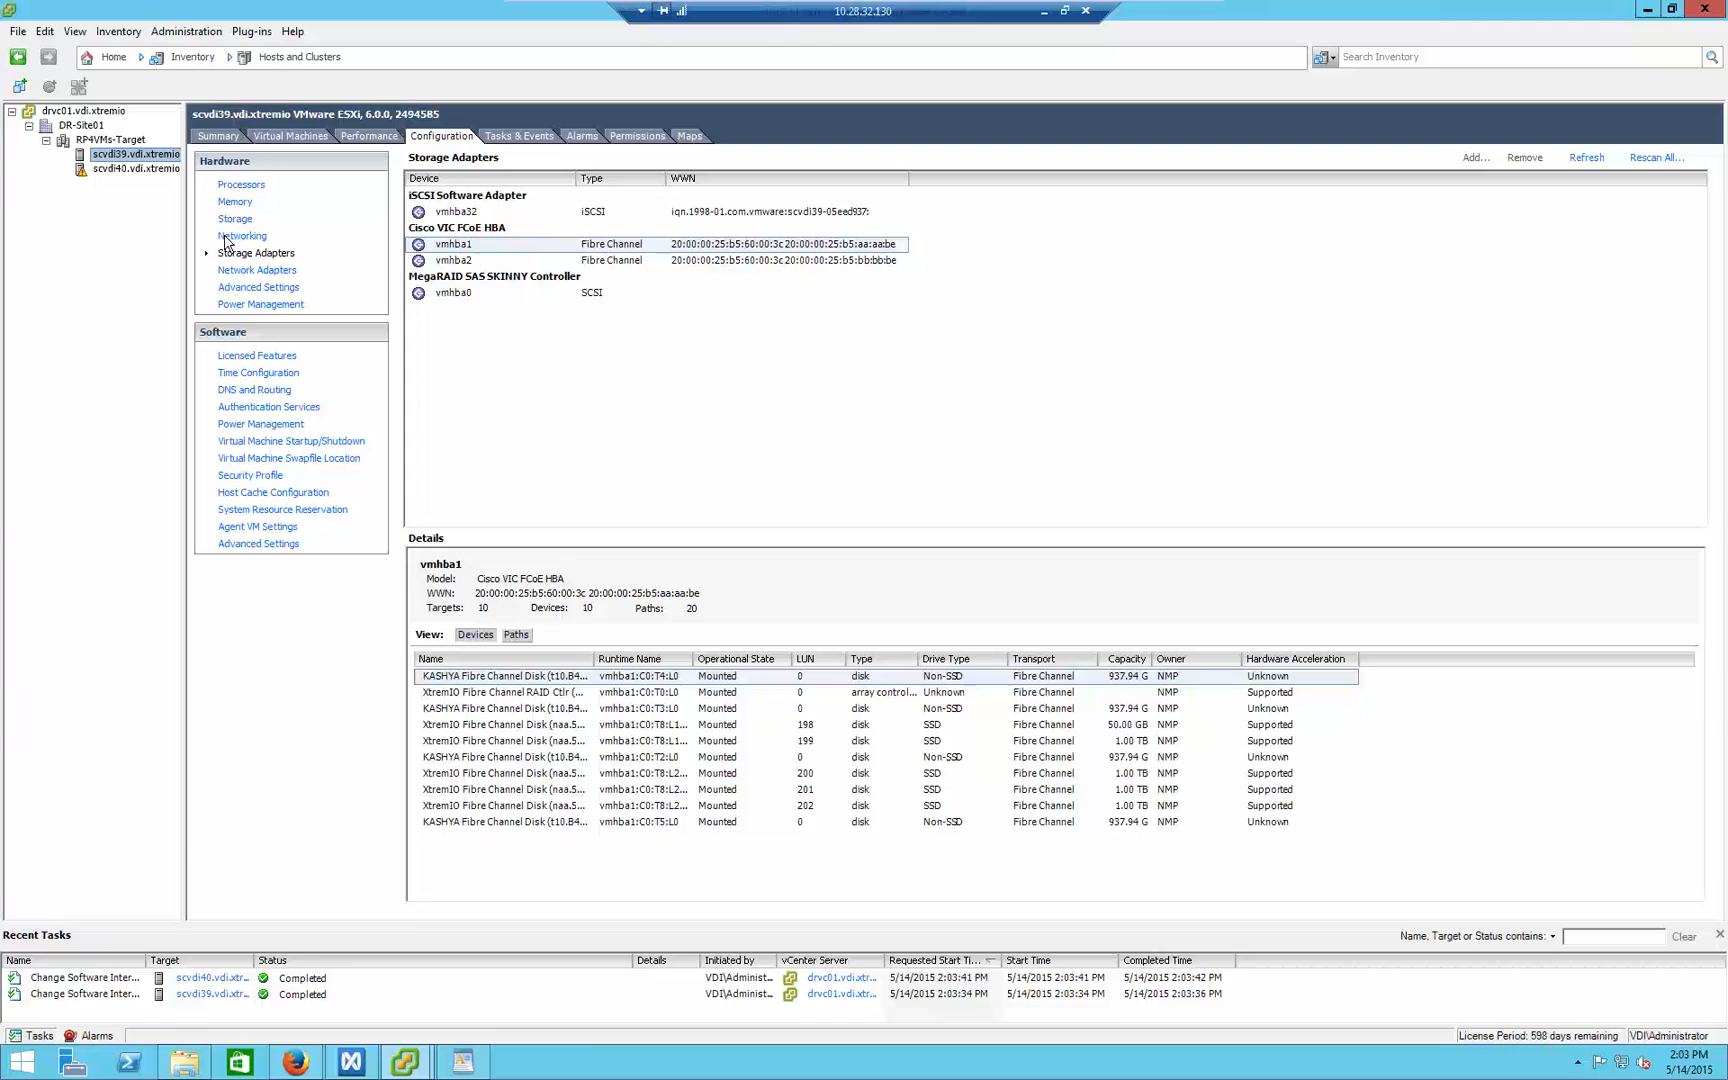 10.28.32.130
File Edit View Inventory Administration Plug-ins Help
Home Inventory Hosts and Clusters Search Inventory
drvc01.vdi.xtremio
DR-Site01
RP4VMs-Target
scvdi39.vdi.xtremio
scvdi40.vdi.xtremio
scvdi39.vdi.xtremio VMware ESXi, 6.0.0, 2494585
Summary Virtual Machines Performance Configuration Tasks & Events Alarms Permissions Maps
Hardware
Processors
Memory
Storage
Networking
Storage Adapters
Network Adapters
Advanced Settings
Power Management
Software
Licensed Features
Time Configuration
DNS and Routing
Authentication Services
Power Management
Virtual Machine Startup/Shutdown
Virtual Machine Swapfile Location
Security Profile
Host Cache Configuration
System Resource Reservation
Agent VM Settings
Advanced Settings
Storage Adapters Add... Remove Refresh Rescan All...
Device Type WWN
iSCSI Software Adapter
vmhba32 iSCSI iqn.1998-01.com.vmware:scvdi39-05eed937:
Cisco VIC FCoE HBA
vmhba1 Fibre Channel 20:00:00:25:b5:60:00:3c 20:00:00:25:b5:aa:aa:be
vmhba2 Fibre Channel 20:00:00:25:b5:60:00:3c 20:00:00:25:b5:bb:bb:be
MegaRAID SAS SKINNY Controller
vmhba0 SCSI
Details
vmhba1
Model: Cisco VIC FCoE HBA
WWN: 20:00:00:25:b5:60:00:3c 20:00:00:25:b5:aa:aa:be
Targets: 10 Devices: 10 Paths: 20
View: Devices Paths
Name Runtime Name Operational State LUN Type Drive Type Transport Capacity Owner Hardware Acceleration
KASHYA Fibre Channel Disk (t10.B4... vmhba1:C0:T4:L0 Mounted 0 disk Non-SSD Fibre Channel 937.94 G NMP Unknown
XtremIO Fibre Channel RAID Ctlr (... vmhba1:C0:T0:L0 Mounted 0 array control... Unknown Fibre Channel NMP Supported
KASHYA Fibre Channel Disk (t10.B4... vmhba1:C0:T3:L0 Mounted 0 disk Non-SSD Fibre Channel 937.94 G NMP Unknown
XtremIO Fibre Channel Disk (naa.5... vmhba1:C0:T8:L1... Mounted 198 disk SSD Fibre Channel 50.00 GB NMP Supported
XtremIO Fibre Channel Disk (naa.5... vmhba1:C0:T8:L1... Mounted 199 disk SSD Fibre Channel 1.00 TB NMP Supported
KASHYA Fibre Channel Disk (t10.B4... vmhba1:C0:T2:L0 Mounted 0 disk Non-SSD Fibre Channel 937.94 G NMP Unknown
XtremIO Fibre Channel Disk (naa.5... vmhba1:C0:T8:L2... Mounted 200 disk SSD Fibre Channel 1.00 TB NMP Supported
XtremIO Fibre Channel Disk (naa.5... vmhba1:C0:T8:L2... Mounted 201 disk SSD Fibre Channel 1.00 TB NMP Supported
XtremIO Fibre Channel Disk (naa.5... vmhba1:C0:T8:L2... Mounted 202 disk SSD Fibre Channel 1.00 TB NMP Supported
KASHYA Fibre Channel Disk (t10.B4... vmhba1:C0:T5:L0 Mounted 0 disk Non-SSD Fibre Channel 937.94 G NMP Unknown
Recent Tasks Name, Target or Status contains: Clear
Name Target Status Details Initiated by vCenter Server Requested Start Ti... Start Time Completed Time
Change Software Inter... scvdi40.vdi.xtr... Completed VDI\Administ... drvc01.vdi.xtr... 5/14/2015 2:03:41 PM 5/14/2015 2:03:41 PM 5/14/2015 2:03:42 PM
Change Software Inter... scvdi39.vdi.xtr... Completed VDI\Administ... drvc01.vdi.xtr... 5/14/2015 2:03:34 PM 5/14/2015 2:03:34 PM 5/14/2015 2:03:36 PM
Tasks Alarms License Period: 598 days remaining VDI\Administrator
2:03 PM
5/14/2015